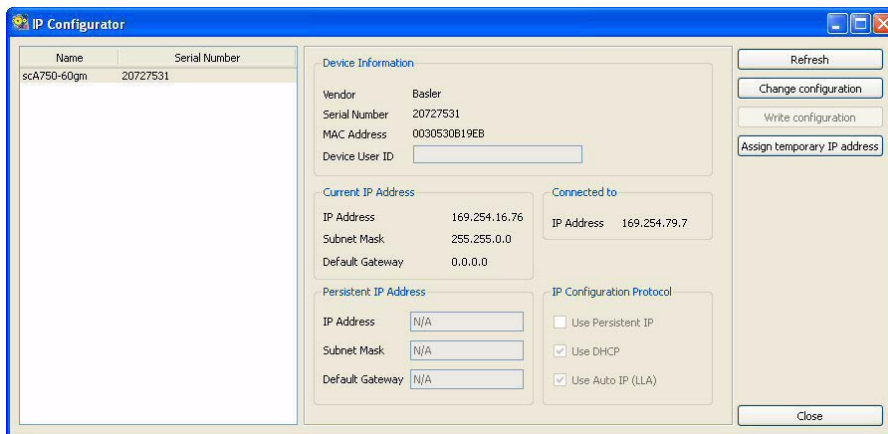 IP Configurator
Name Serial Number
scA750-60gm 20727531
Device Information
Vendor Basler
Serial Number 20727531
MAC Address 0030530B19EB
Device User ID
Current IP Address
IP Address 169.254.16.76
Subnet Mask 255.255.0.0
Default Gateway 0.0.0.0
Connected to
IP Address 169.254.79.7
Persistent IP Address
IP Address N/A
Subnet Mask N/A
Default Gateway N/A
IP Configuration Protocol
Use Persistent IP
Use DHCP
Use Auto IP (LLA)
Refresh
Change configuration
Write configuration
Assign temporary IP address
Close